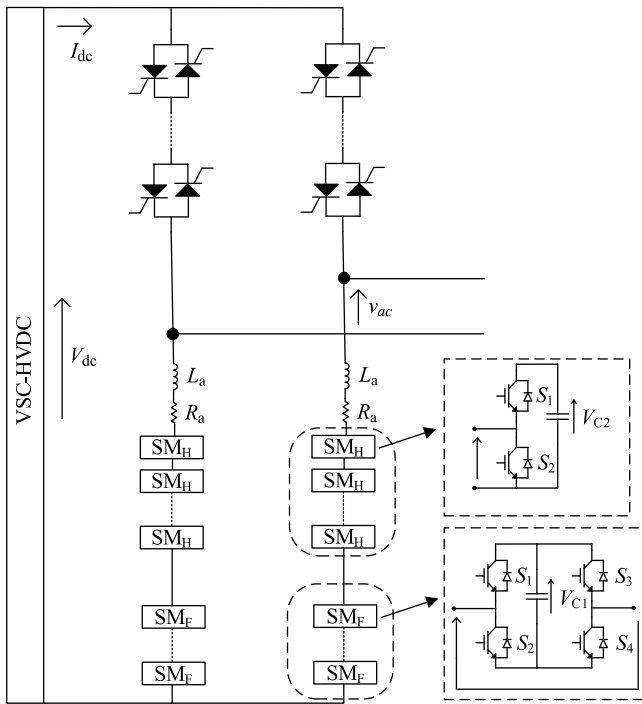 I_dc
VSC-HVDC
V_dc
v_ac
L_a
L_a
R_a
R_a
SM_H
SM_H
SM_H
SM_H
SM_H
SM_H
SM_F
SM_F
SM_F
SM_F
S_1
V_C2
S_2
S_1
V_C1
S_3
S_2
S_4